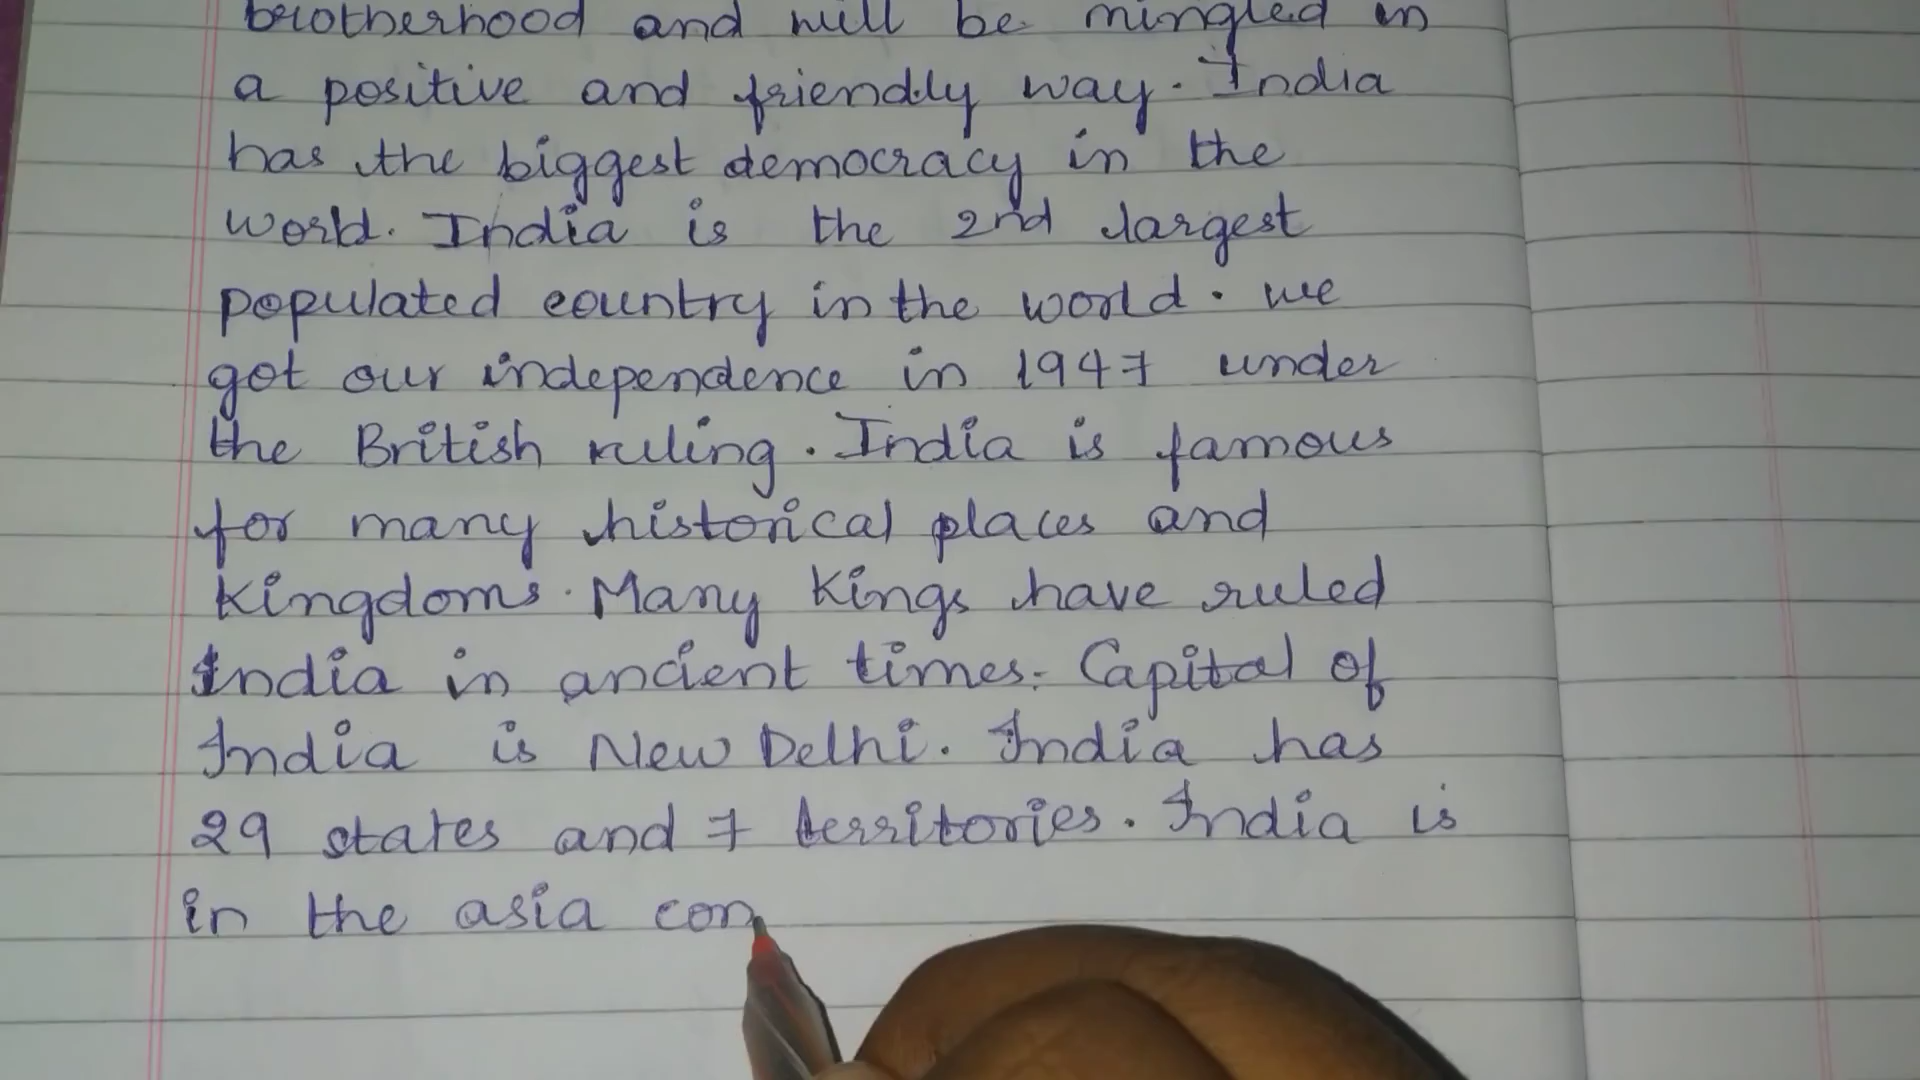 brotherhood and will be mingled in
a positive and friendly way. India
has the biggest democracy in the
world. India is the 2nd largest
populated country in the world. we
got our independence in 1947 under
the British ruling. India is famous
for many historical places and
kingdoms. Many kings have ruled
India in ancient times. Capital of
India is New Delhi. India has
29 states and 7 territories. India is
in the asia con